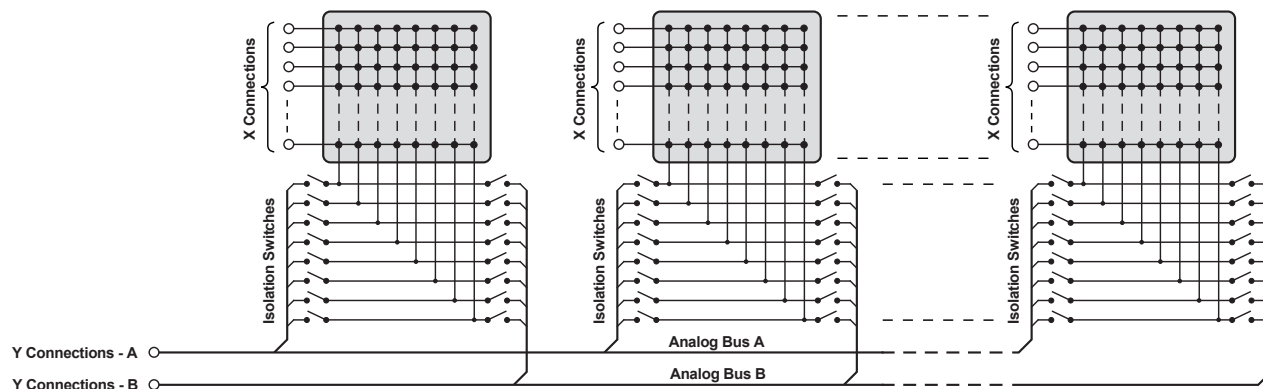 X Connections
X Connections
X Connections
Isolation Switches
Isolation Switches
Isolation Switches
Analog Bus A
Y Connections - A
Analog Bus B
Y Connections - B